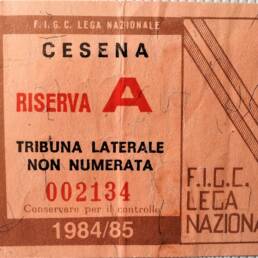 F.I.G.C. LEGA NAZIONALE
CESENA
RISERVA A
TRIBUNA LATERALE
NON NUMERATA
002134
Conservare per il controllo
1984/85
F.I.G.C.
LEGA
NAZIONA